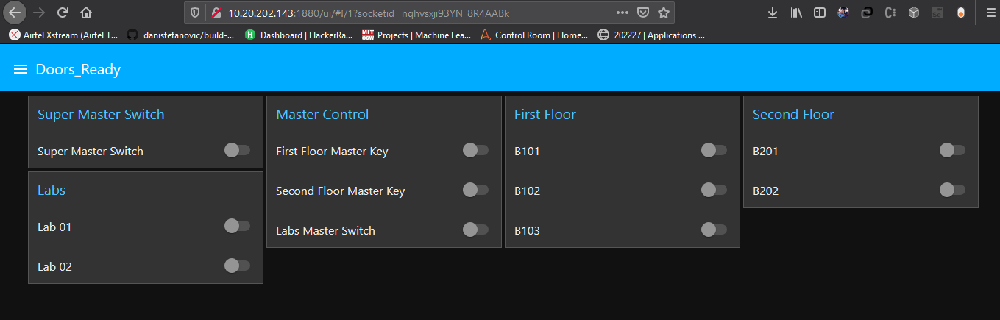 10.20.202.143:1880/ui/#!/1?socketid=nqhvsxji93YN_8R4AABk
Airtel Xstream (Airtel T... danistefanovic/build-... Dashboard | HackerRa... MIT OCW Projects | Machine Lea... Control Room | Home... 202227 | Applications ...
Doors_Ready
Super Master Switch
Super Master Switch
Labs
Lab 01
Lab 02
Master Control
First Floor Master Key
Second Floor Master Key
Labs Master Switch
First Floor
B101
B102
B103
Second Floor
B201
B202